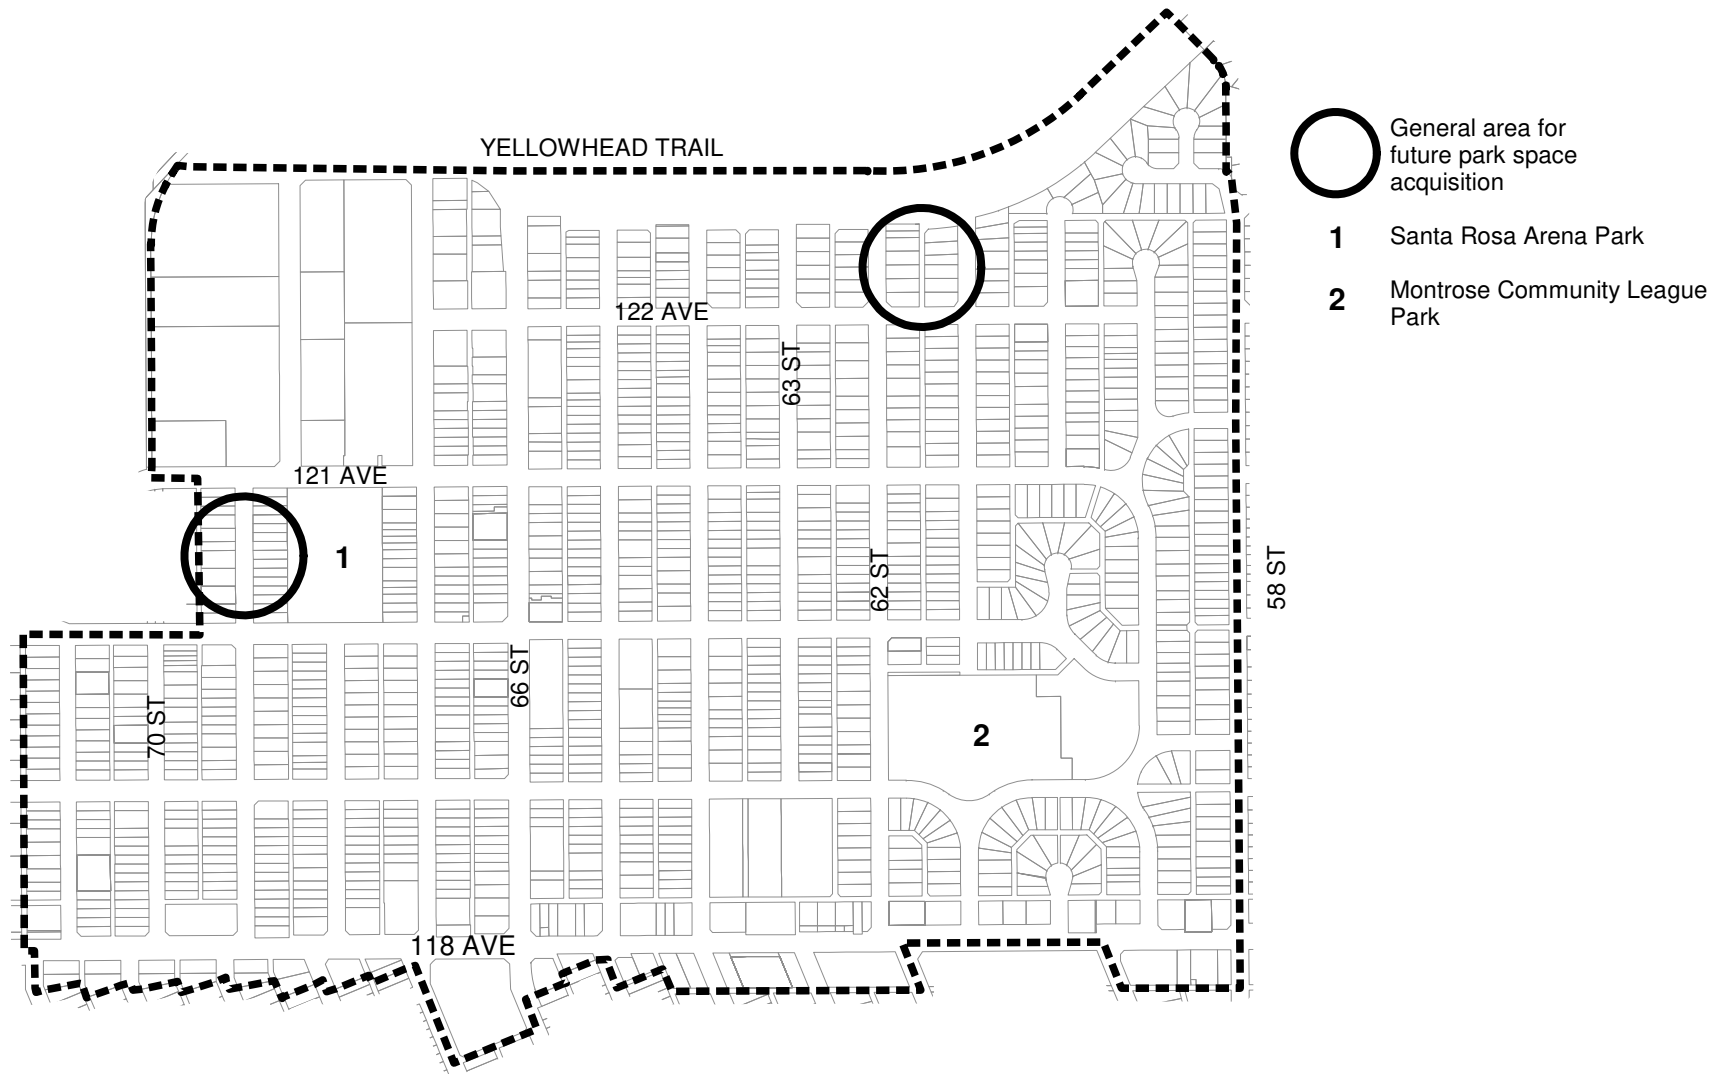 YELLOWHEAD TRAIL
General area for
future park space
acquisition
1 Santa Rosa Arena Park
2 Montrose Community League
Park
122 AVE
63 ST
121 AVE
1
62 ST
58 ST
66 ST
70 ST
2
118 AVE